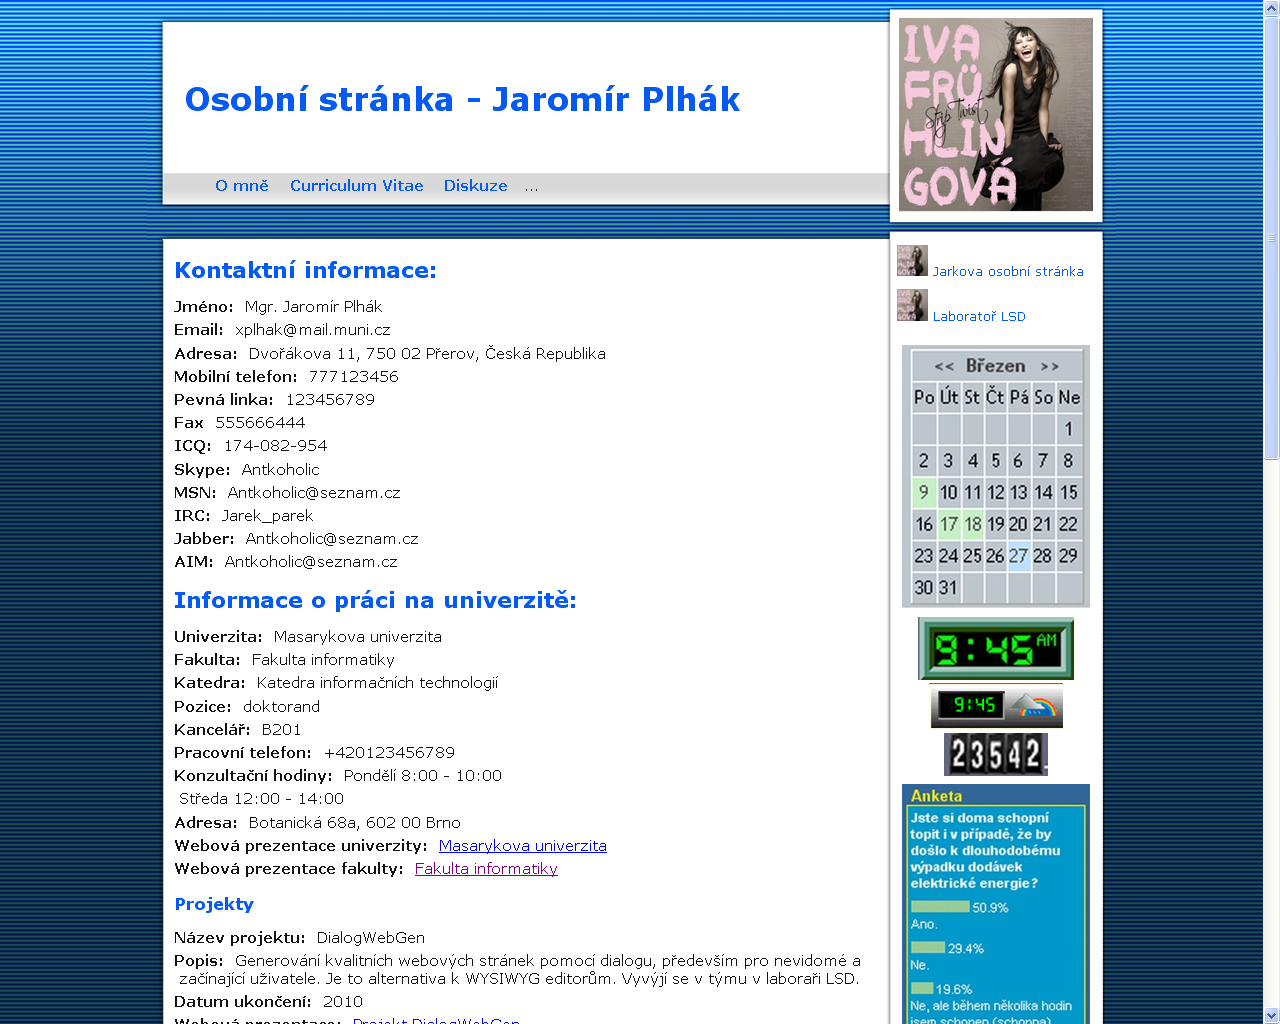 Osobní stránka - Jaromír Plhák
O mně Curriculum Vitae Diskuze ...
Kontaktní informace:
Jméno: Mgr. Jaromír Plhák
Email: xplhak@mail.muni.cz
Adresa: Dvořákova 11, 750 02 Přerov, Česká Republika
Mobilní telefon: 777123456
Pevná linka: 123456789
Fax 555666444
ICQ: 174-082-954
Skype: Antkoholic
MSN: Antkoholic@seznam.cz
IRC: Jarek_parek
Jabber: Antkoholic@seznam.cz
AIM: Antkoholic@seznam.cz
Informace o práci na univerzitě:
Univerzita: Masarykova univerzita
Fakulta: Fakulta informatiky
Katedra: Katedra informačních technologií
Pozice: doktorand
Kancelář: B201
Pracovní telefon: +420123456789
Konzultační hodiny: Pondělí 8:00 - 10:00
Středa 12:00 - 14:00
Adresa: Botanická 68a, 602 00 Brno
Webová prezentace univerzity: Masarykova univerzita
Webová prezentace fakulty: Fakulta informatiky
Projekty
Název projektu: DialogWebGen
Popis: Generování kvalitních webových stránek pomocí dialogu, především pro nevidomé a
začínající uživatele. Je to alternativa k WYSIWYG editorům. Vyvýjí se v týmu v laboraři LSD.
Datum ukončení: 2010
Webová prezentace: Projekt DialogWebGen
IVA
FRÜ
HLIN
GOVÁ
Strip Twist
Jarkova osobní stránka
Laboratoř LSD
<< Březen >>
Po Út St Čt Pá So Ne
1
2 3 4 5 6 7 8
9 10 11 12 13 14 15
16 17 18 19 20 21 22
23 24 25 26 27 28 29
30 31
9:45 AM
9:45
23542
Anketa
Jste si doma schopní
topit i v případě, že by
došlo k dlouhodobému
výpadku dodávek
elektrické energie?
50.9%
Ano.
29.4%
Ne.
19.6%
Ne, ale během několika hodin
jsem schopen (schopna)